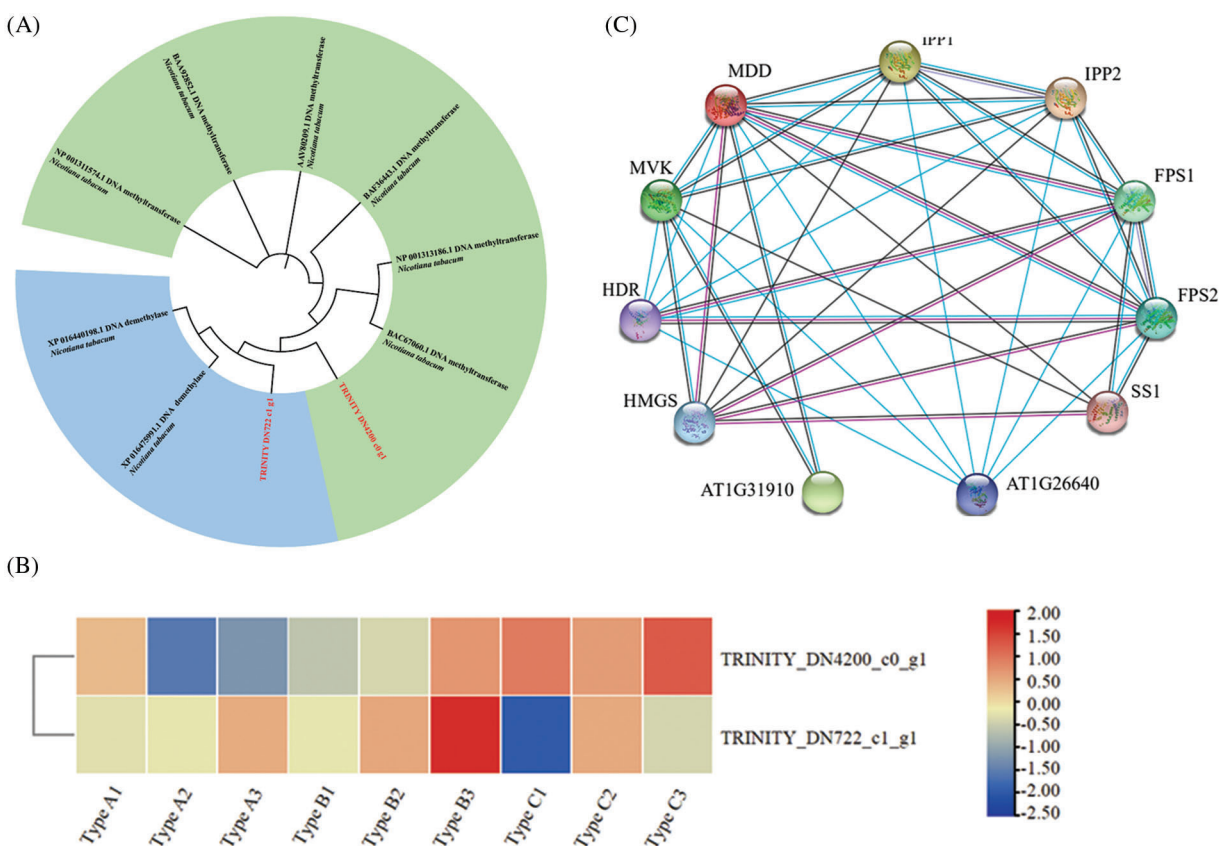 (A)
BAA92852.1 DNA methyltransferase
Nicotiana tabacum
AAV80209.1 DNA methyltransferase
Nicotiana tabacum
BAF36443.1 DNA methyltransferase
Nicotiana tabacum
NP 001311574.1 DNA methyltransferase
Nicotiana tabacum
NP 001313186.1 DNA methyltransferase
Nicotiana tabacum
BAC67060.1 DNA methyltransferase
Nicotiana tabacum
XP 016440198.1 DNA demethylase
Nicotiana tabacum
XP 016475991.1 DNA demethylase
Nicotiana tabacum
TRINITY DN722 c1 g1
TRINITY DN4200 c0 g1
(C)
IPP1
MDD
IPP2
MVK
FPS1
HDR
FPS2
HMGS
SS1
AT1G31910
AT1G26640
(B)
TRINITY_DN4200_c0_g1
TRINITY_DN722_c1_g1
Type A1
Type A2
Type A3
Type B1
Type B2
Type B3
Type C1
Type C2
Type C3
2.00
1.50
1.00
0.50
0.00
-0.50
-1.00
-1.50
-2.00
-2.50